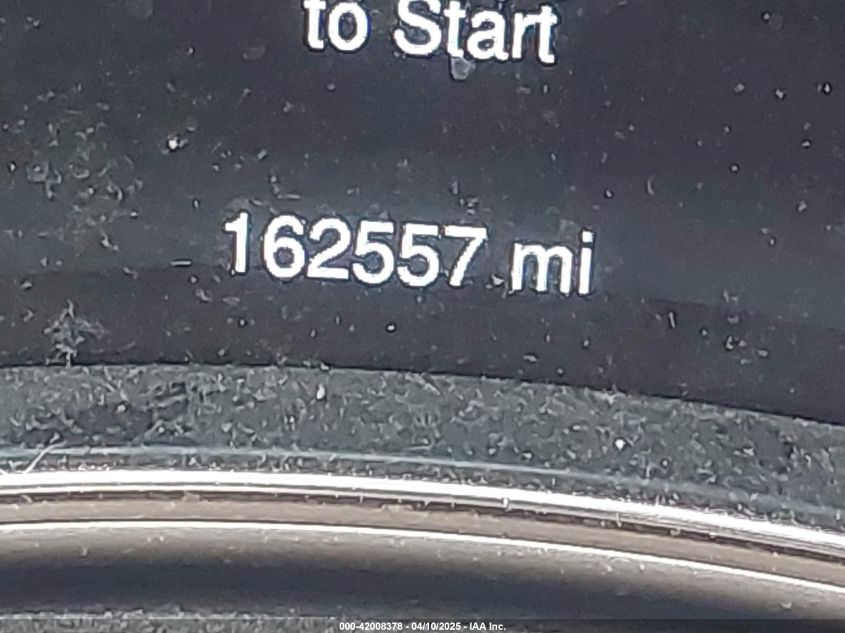 to Start
162557 mi
000-42008378 - 04/10/2025 - IAA Inc.